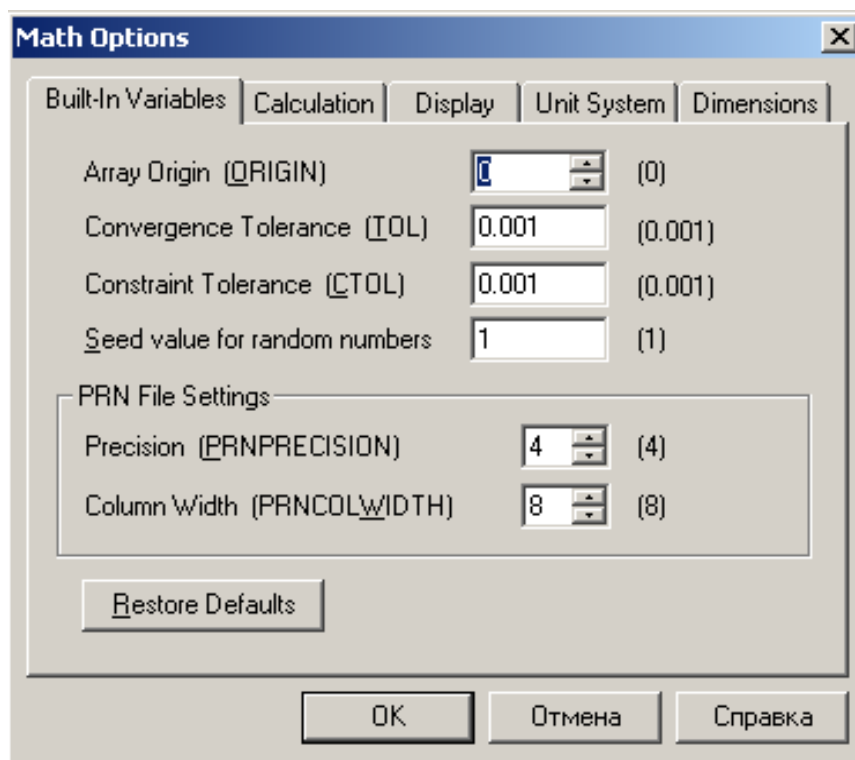 Math Options
Built-In Variables Calculation Display Unit System Dimensions
Array Origin (ORIGIN) 0 (0)
Convergence Tolerance (TOL) 0.001 (0.001)
Constraint Tolerance (CTOL) 0.001 (0.001)
Seed value for random numbers 1 (1)
PRN File Settings
Precision (PRNPRECISION) 4 (4)
Column Width (PRNCOLWIDTH) 8 (8)
Restore Defaults
OK Отмена Справка